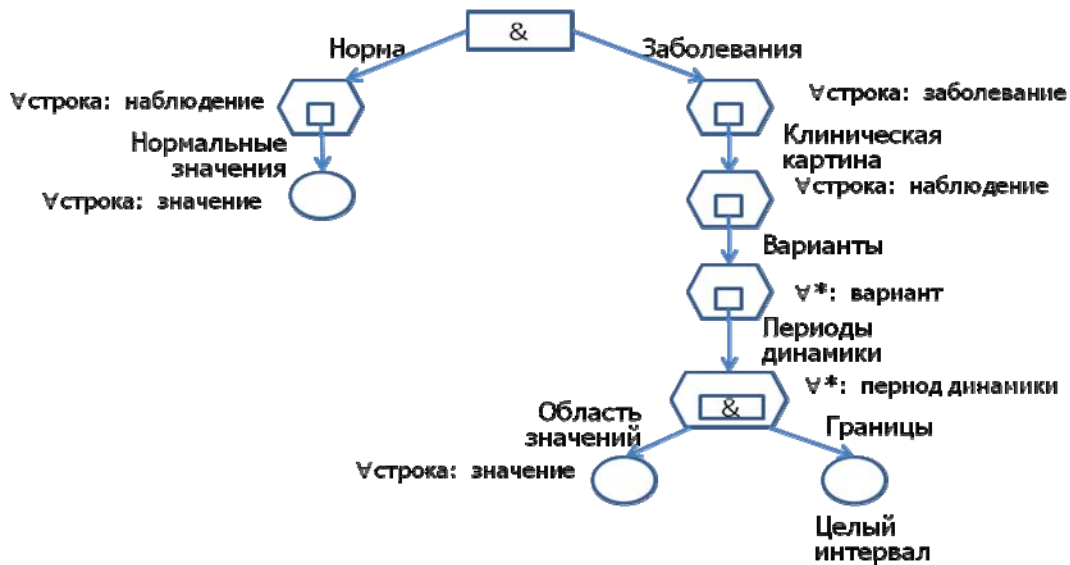 &
Норма
Заболевания
∀строка: наблюдение
∀строка: заболевание
Нормальные
значения
Клиническая
картина
∀строка: значение
∀строка: наблюдение
Варианты
∀*: вариант
Периоды
динамики
∀*: период динамики
&
Область
значений
Границы
∀строка: значение
Целый
интервал